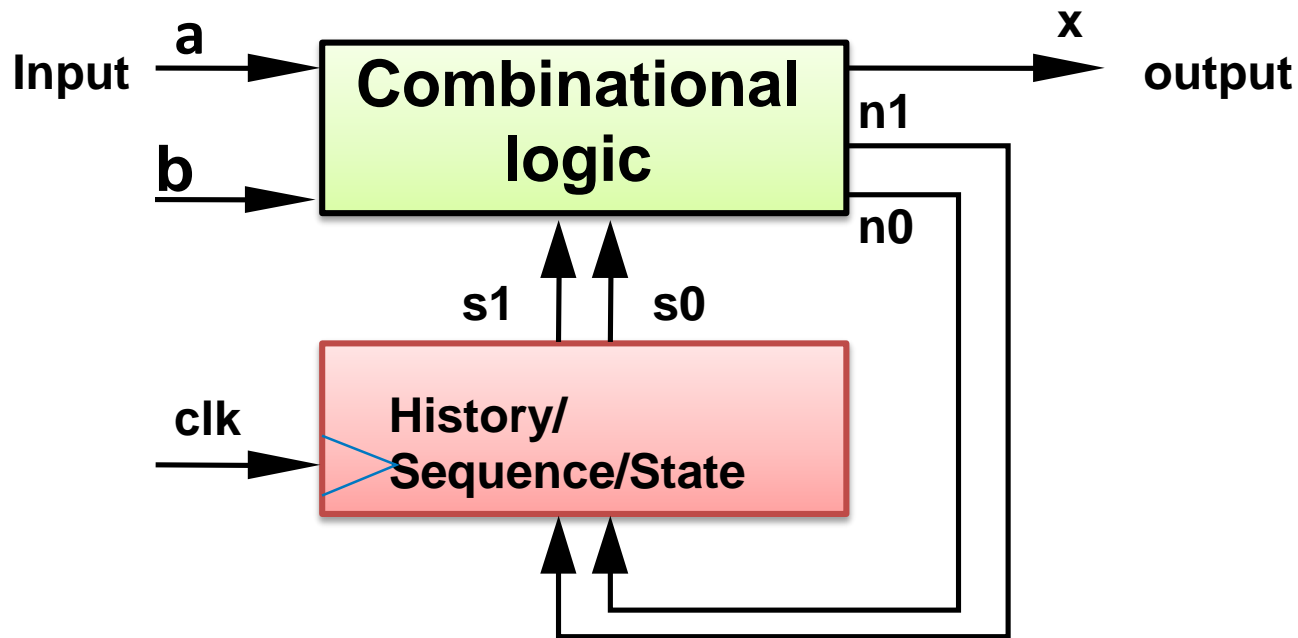 a
Input
Combinational
logic
x
output
n1
b
n0
s1
s0
clk
History/
Sequence/State